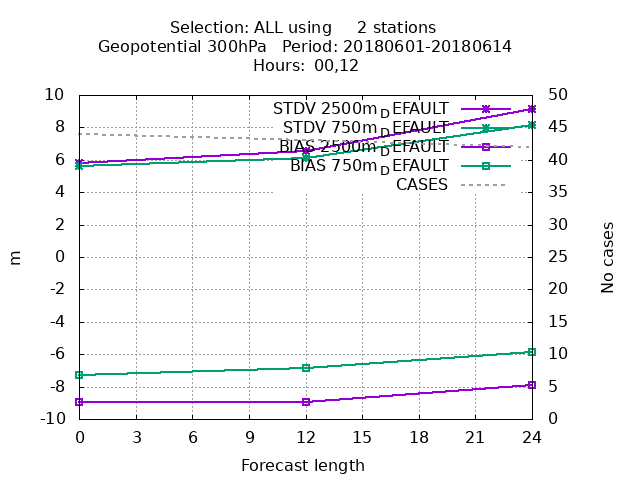 Selection: ALL using     2 stations
Geopotential 300hPa   Period: 20180601-20180614
Hours:  00,12
STDV 2500m_DEFAULT
STDV 750m_DEFAULT
BIAS 2500m_DEFAULT
BIAS 750m_DEFAULT
CASES
10
8
6
4
2
0
-2
-4
-6
-8
-10
m
50
45
40
35
30
25
20
15
10
5
0
No cases
0 3 6 9 12 15 18 21 24
Forecast length